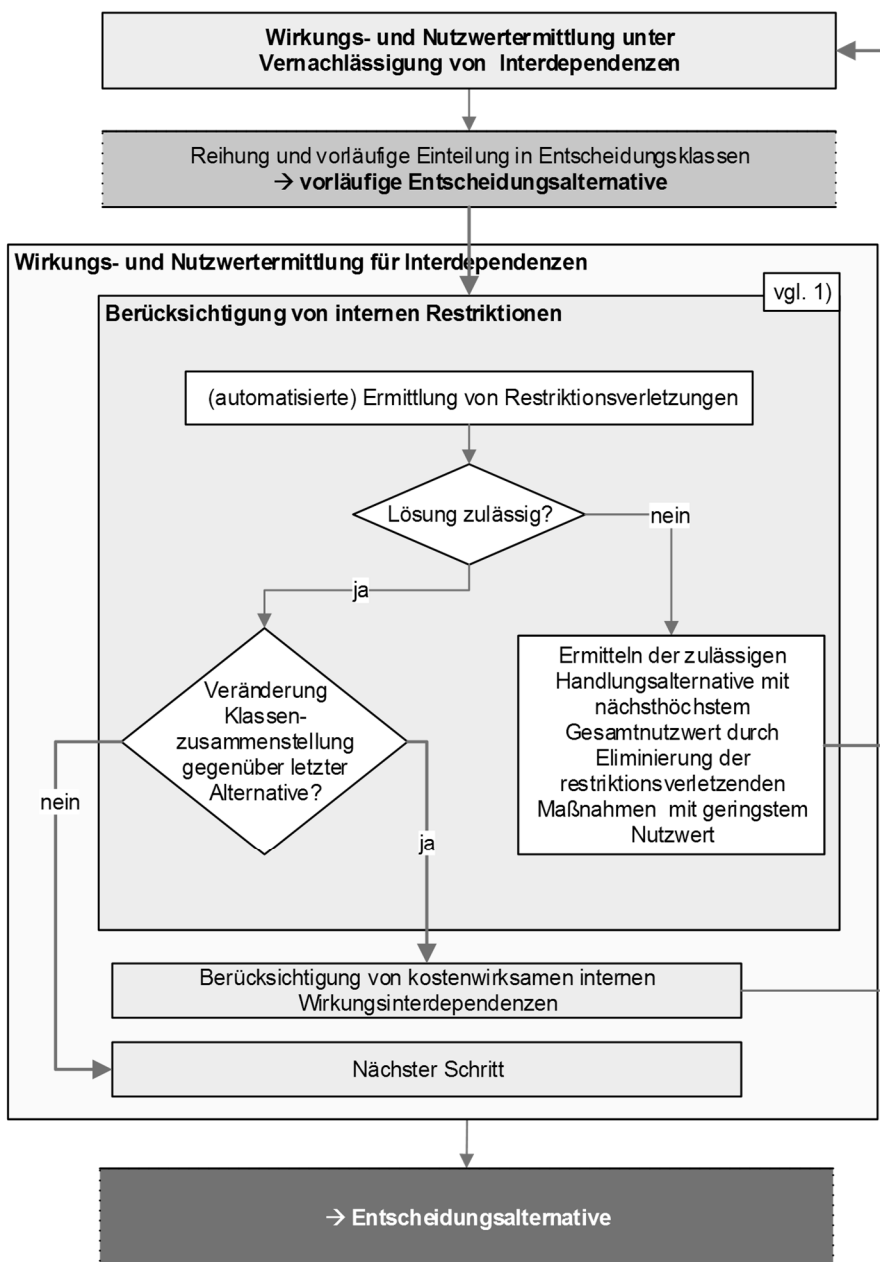 Wirkungs- und Nutzwertermittlung unter
Vernachlässigung von Interdependenzen
Reihung und vorläufige Einteilung in Entscheidungsklassen
→ vorläufige Entscheidungsalternative
Wirkungs- und Nutzwertermittlung für Interdependenzen
vgl. 1)
Berücksichtigung von internen Restriktionen
(automatisierte) Ermittlung von Restriktionsverletzungen
Lösung zulässig?
nein
ja
Veränderung
Klassen-
zusammenstellung
gegenüber letzter
Alternative?
Ermitteln der zulässigen
Handlungsalternative mit
nächsthöchstem
Gesamtnutzwert durch
Eliminierung der
restriktionsverletzenden
Maßnahmen mit geringstem
Nutzwert
nein
ja
Berücksichtigung von kostenwirksamen internen
Wirkungsinterdependenzen
Nächster Schritt
→ Entscheidungsalternative